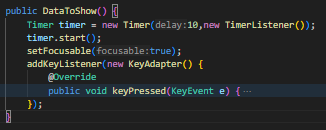 public DataToShow() {
Timer timer = new Timer(delay:10,new TimerListener());
timer.start();
setFocusable(focusable:true);
addKeyListener(new KeyAdapter() {
@Override
public void keyPressed(KeyEvent e) {···
});
}